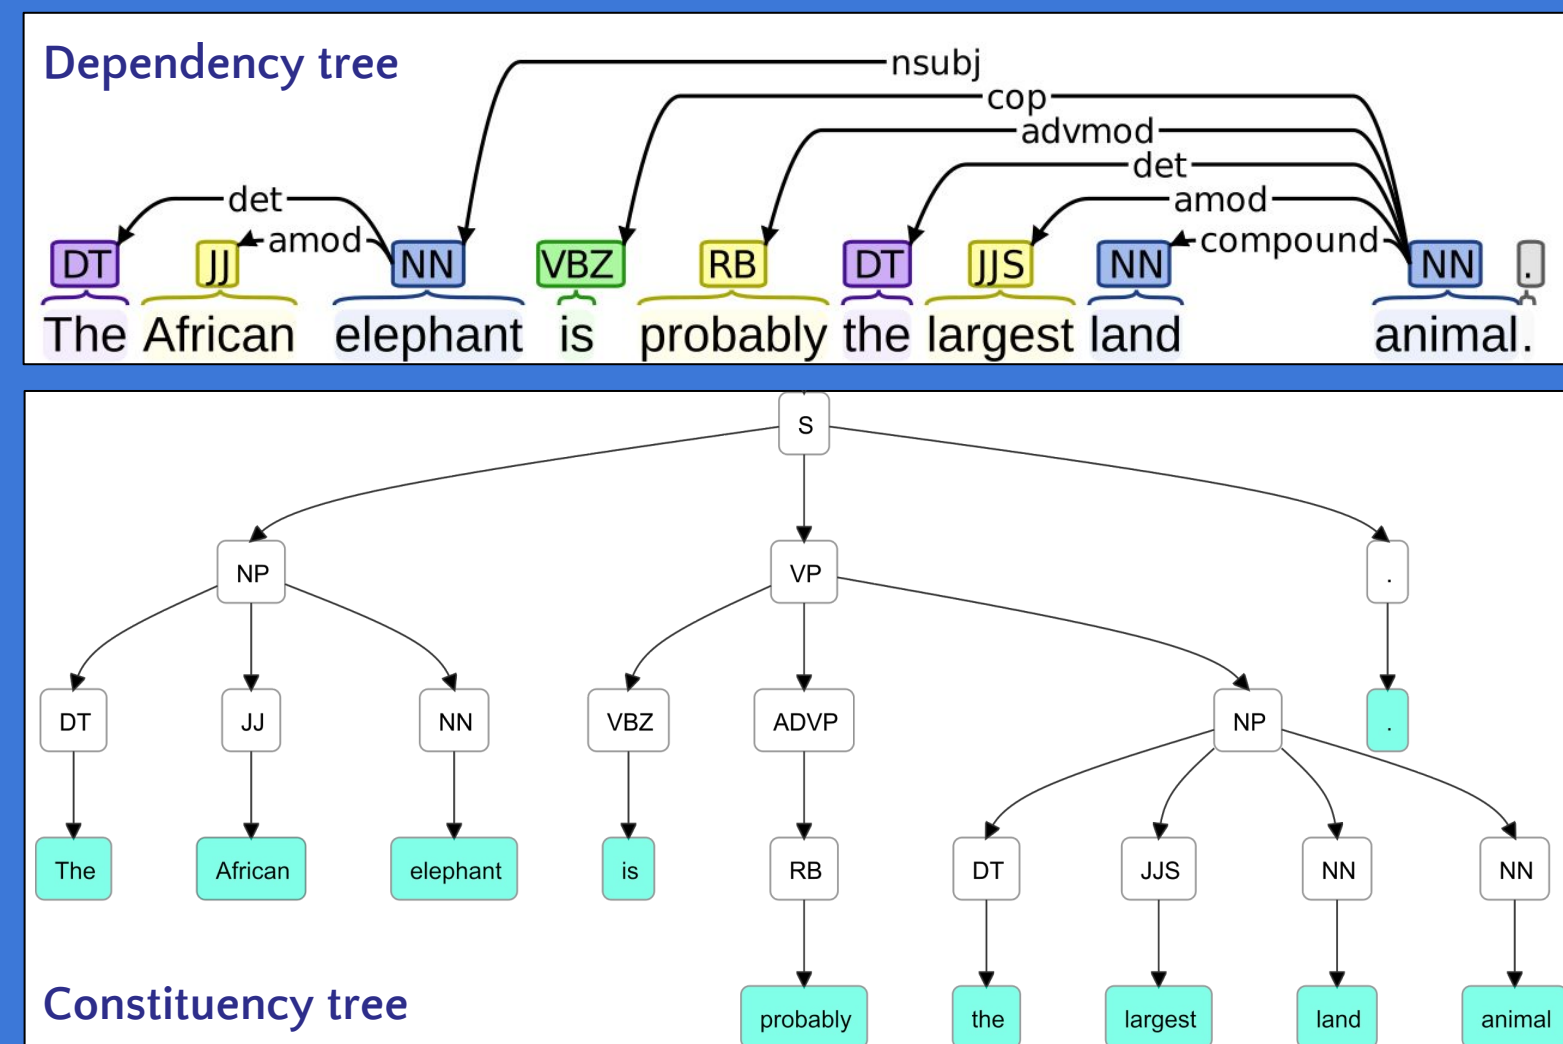 Dependency tree
nsubj
cop
advmod
det
det amod
amod compound
DT JJ NN VBZ RB DT JJS NN NN .
The African elephant is probably the largest land animal.
S
NP VP .
DT JJ NN VBZ ADVP NP .
The African elephant is RB DT JJS NN NN
Constituency tree
probably the largest land animal